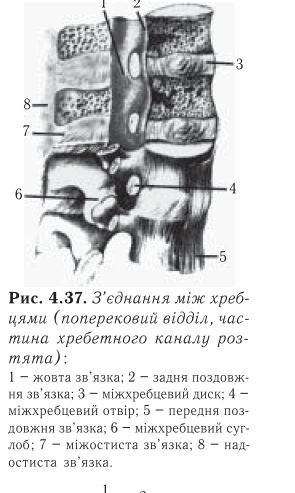 1 2
3
8
7
6
4
5
Рис. 4.37. З’єднання між хреб-
цями (поперековий відділ, час-
тина хребетного каналу роз-
тята):
1 − жовта зв’язка; 2 − задня поздовж-
ня зв’язка; 3 − міжхребцевий диск; 4 −
міжхребцевий отвір; 5 − передня поз-
довжня зв’язка; 6 − міжхребцевий суг-
лоб; 7 − міжостиста зв’язка; 8 − над-
остиста зв’язка.
1